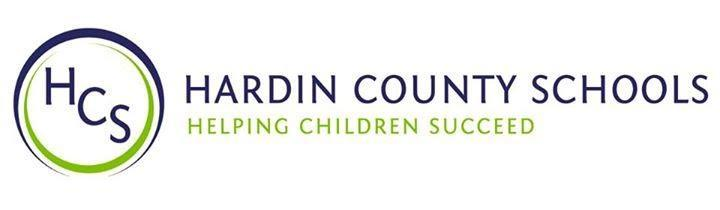 HCS
HARDIN COUNTY SCHOOLS
HELPING CHILDREN SUCCEED